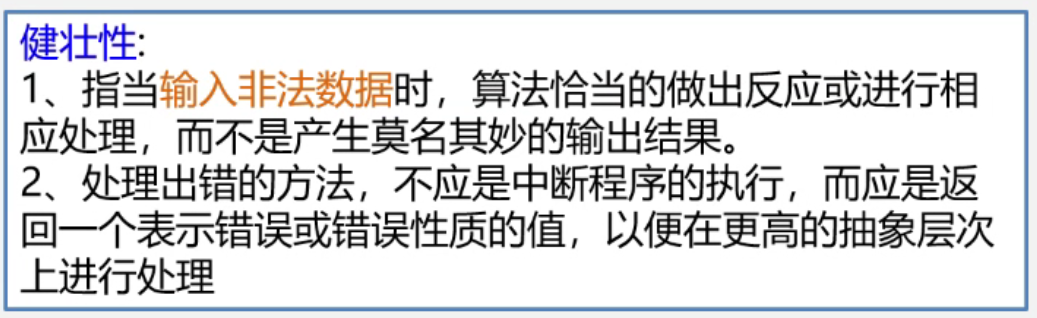 健壮性:
1、指当输入非法数据时，算法恰当的做出反应或进行相
应处理，而不是产生莫名其妙的输出结果。
2、处理出错的方法，不应是中断程序的执行，而应是返
回一个表示错误或错误性质的值，以便在更高的抽象层次
上进行处理